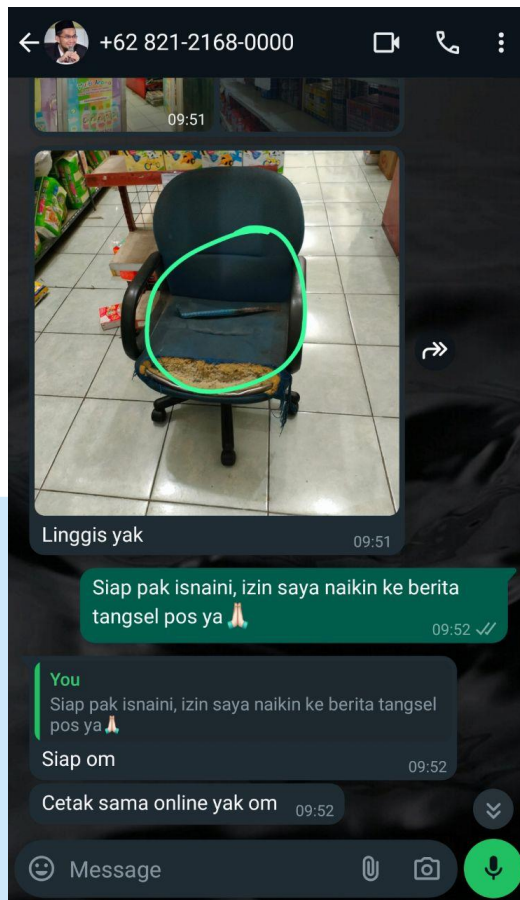 +62 821-2168-0000
09:51
Linggis yak
09:51
Siap pak isnaini, izin saya naikin ke berita
tangsel pos ya🙏🏻
09:52
You
Siap pak isnaini, izin saya naikin ke berita tangsel
pos ya🙏🏻
Siap om
09:52
Cetak sama online yak om
09:52
Message